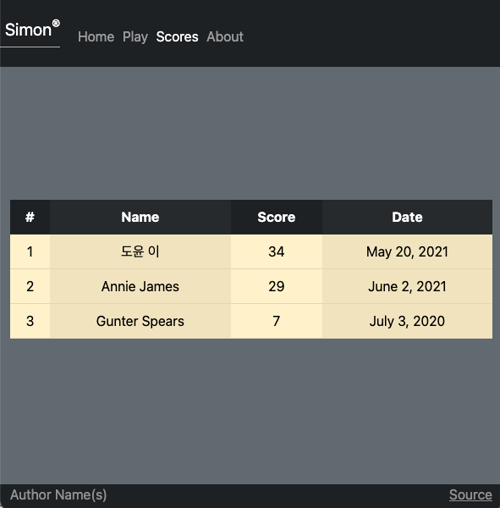 Simon®
Home Play Scores About
# Name Score Date
1 도윤 이 34 May 20, 2021
2 Annie James 29 June 2, 2021
3 Gunter Spears 7 July 3, 2020
Author Name(s) Source